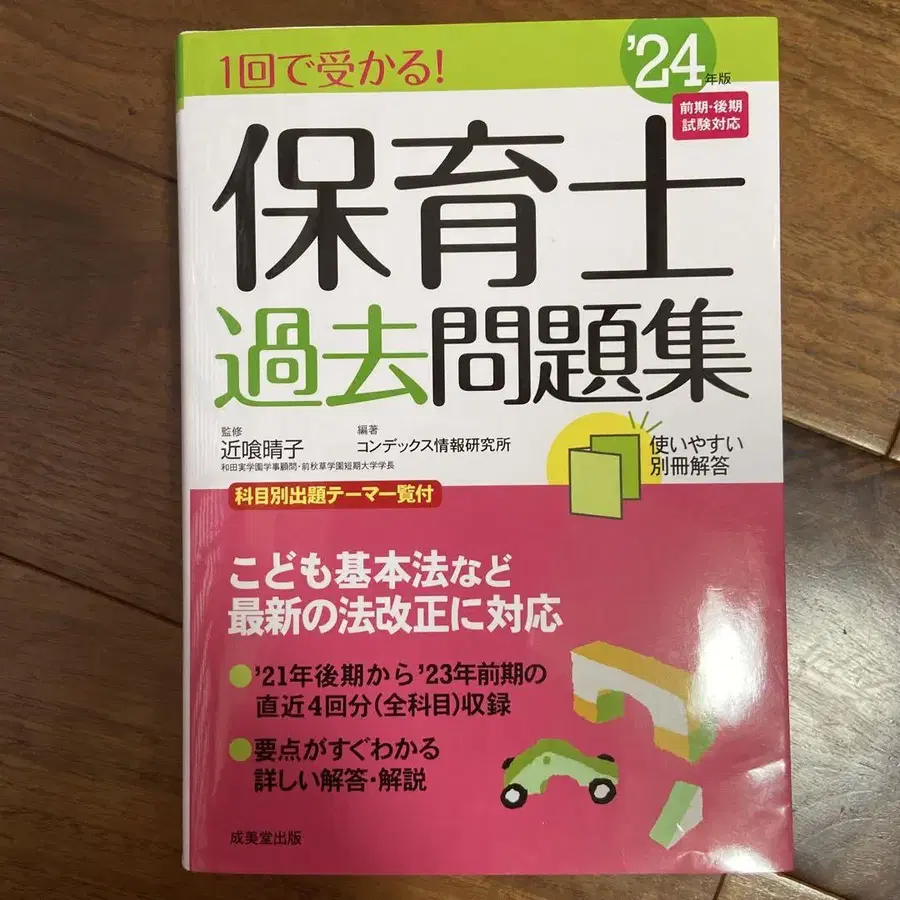 1回で受かる!
'24年版
前期・後期
試験対応
保育士
過去問題集
監修
近喰晴子
和田実学園学事顧問・前秋草学園短期大学学長
編著
コンデックス情報研究所
使いやすい
別冊解答
科目別出題テーマ一覧付
こども基本法など
最新の法改正に対応
●'21年後期から'23年前期の
直近4回分(全科目)収録
●要点がすぐわかる
詳しい解答・解説
成美堂出版